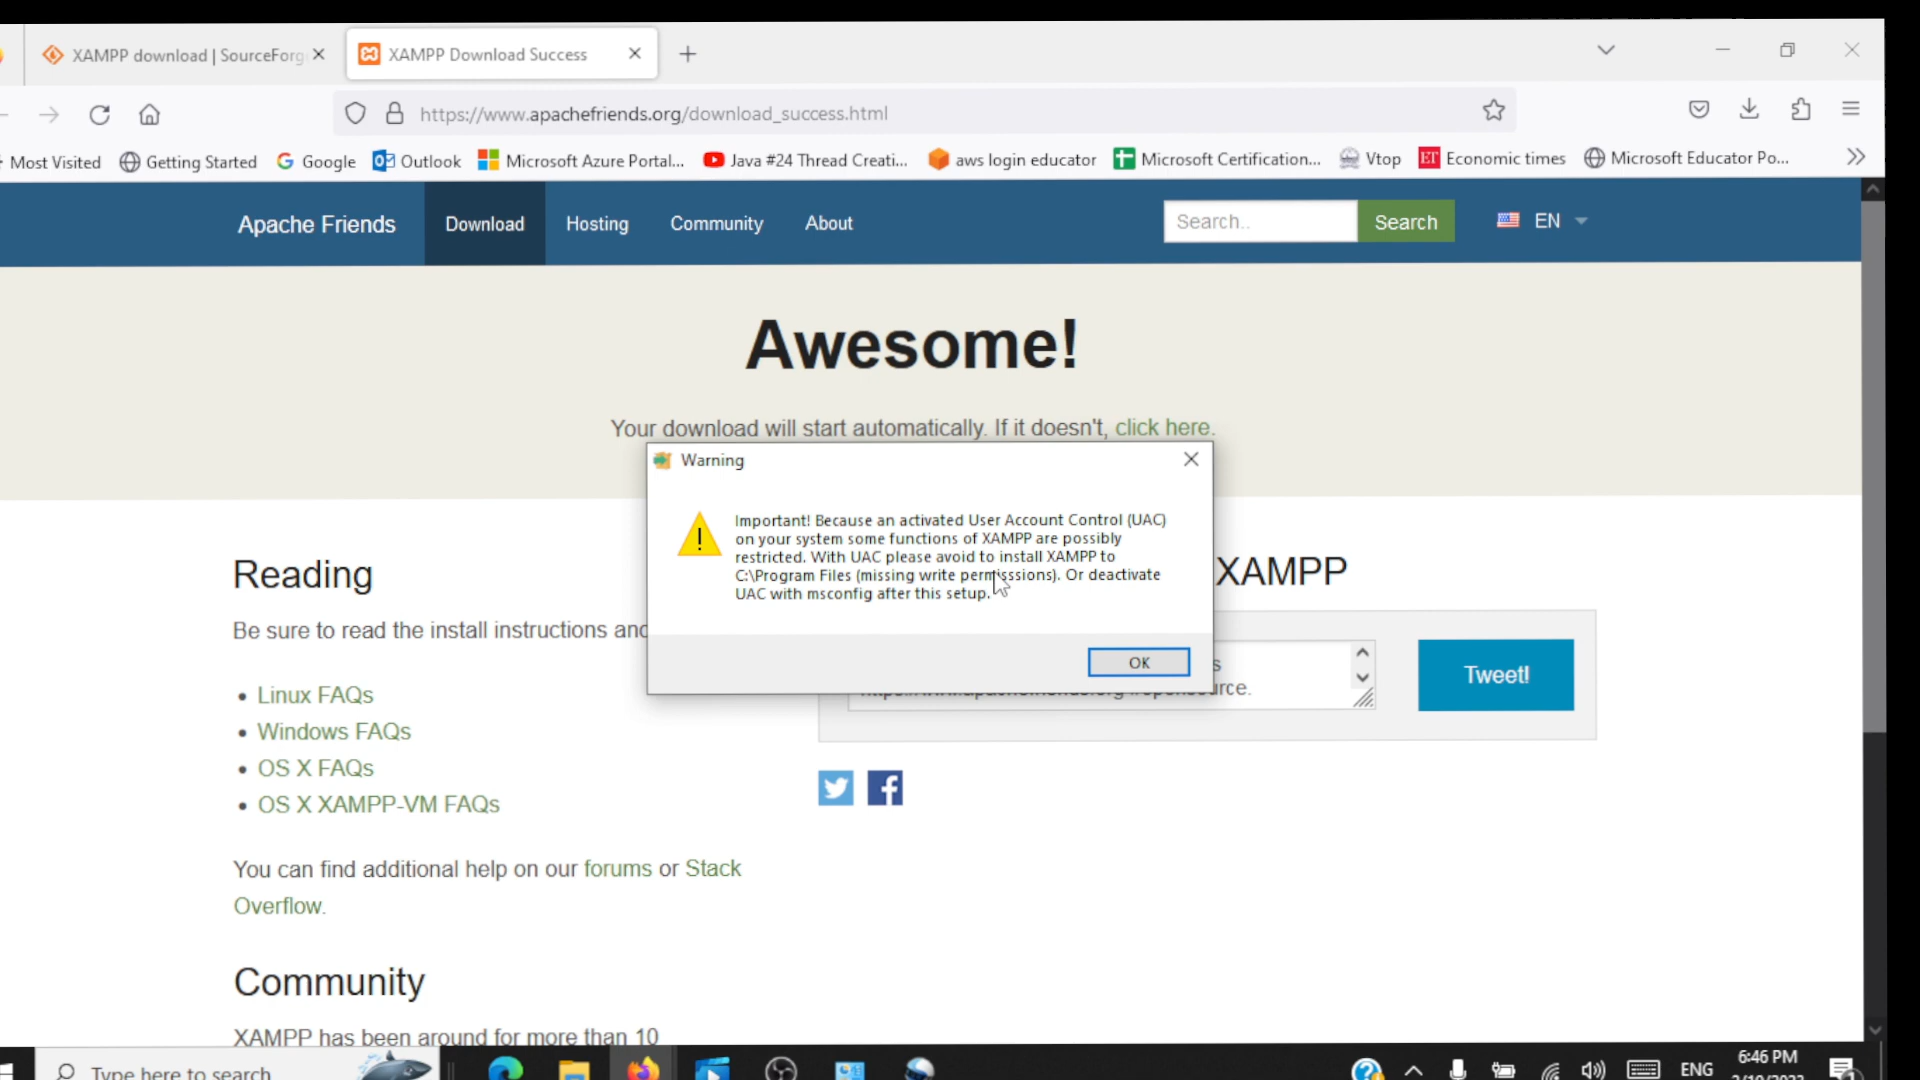 XAMPP download | SourceForg
XAMPP Download Success
https://www.apachefriends.org/download_success.html
Most Visited
Getting Started
Google
Outlook
Microsoft Azure Portal...
Java #24 Thread Creati...
aws login educator
Microsoft Certification...
Vtop
ET
Economic times
Microsoft Educator Po...
Apache Friends
Download
Hosting
Community
About
Search..
Search
EN
Awesome!
Your download will start automatically. If it doesn't, click here.
Warning
Important! Because an activated User Account Control (UAC)
on your system some functions of XAMPP are possibly
restricted. With UAC please avoid to install XAMPP to
C:\Program Files (missing write permisssions). Or deactivate
UAC with msconfig after this setup.
OK
Reading
Be sure to read the install instructions and
• Linux FAQs
• Windows FAQs
• OS X FAQs
• OS X XAMPP-VM FAQs
You can find additional help on our forums or Stack
Overflow.
XAMPP
s
Tweet!
Community
XAMPP has been around for more than 10
Type here to search
ENG
6:46 PM